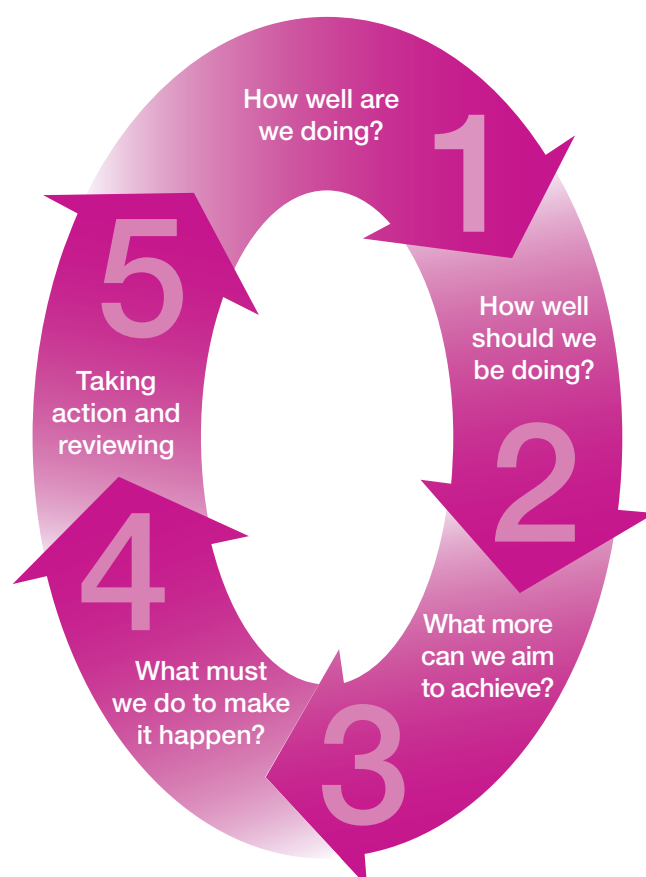 How well are
we doing?
1
How well
should we
be doing?
2
What more
can we aim
to achieve?
3
What must
we do to make
it happen?
4
Taking
action and
reviewing
5